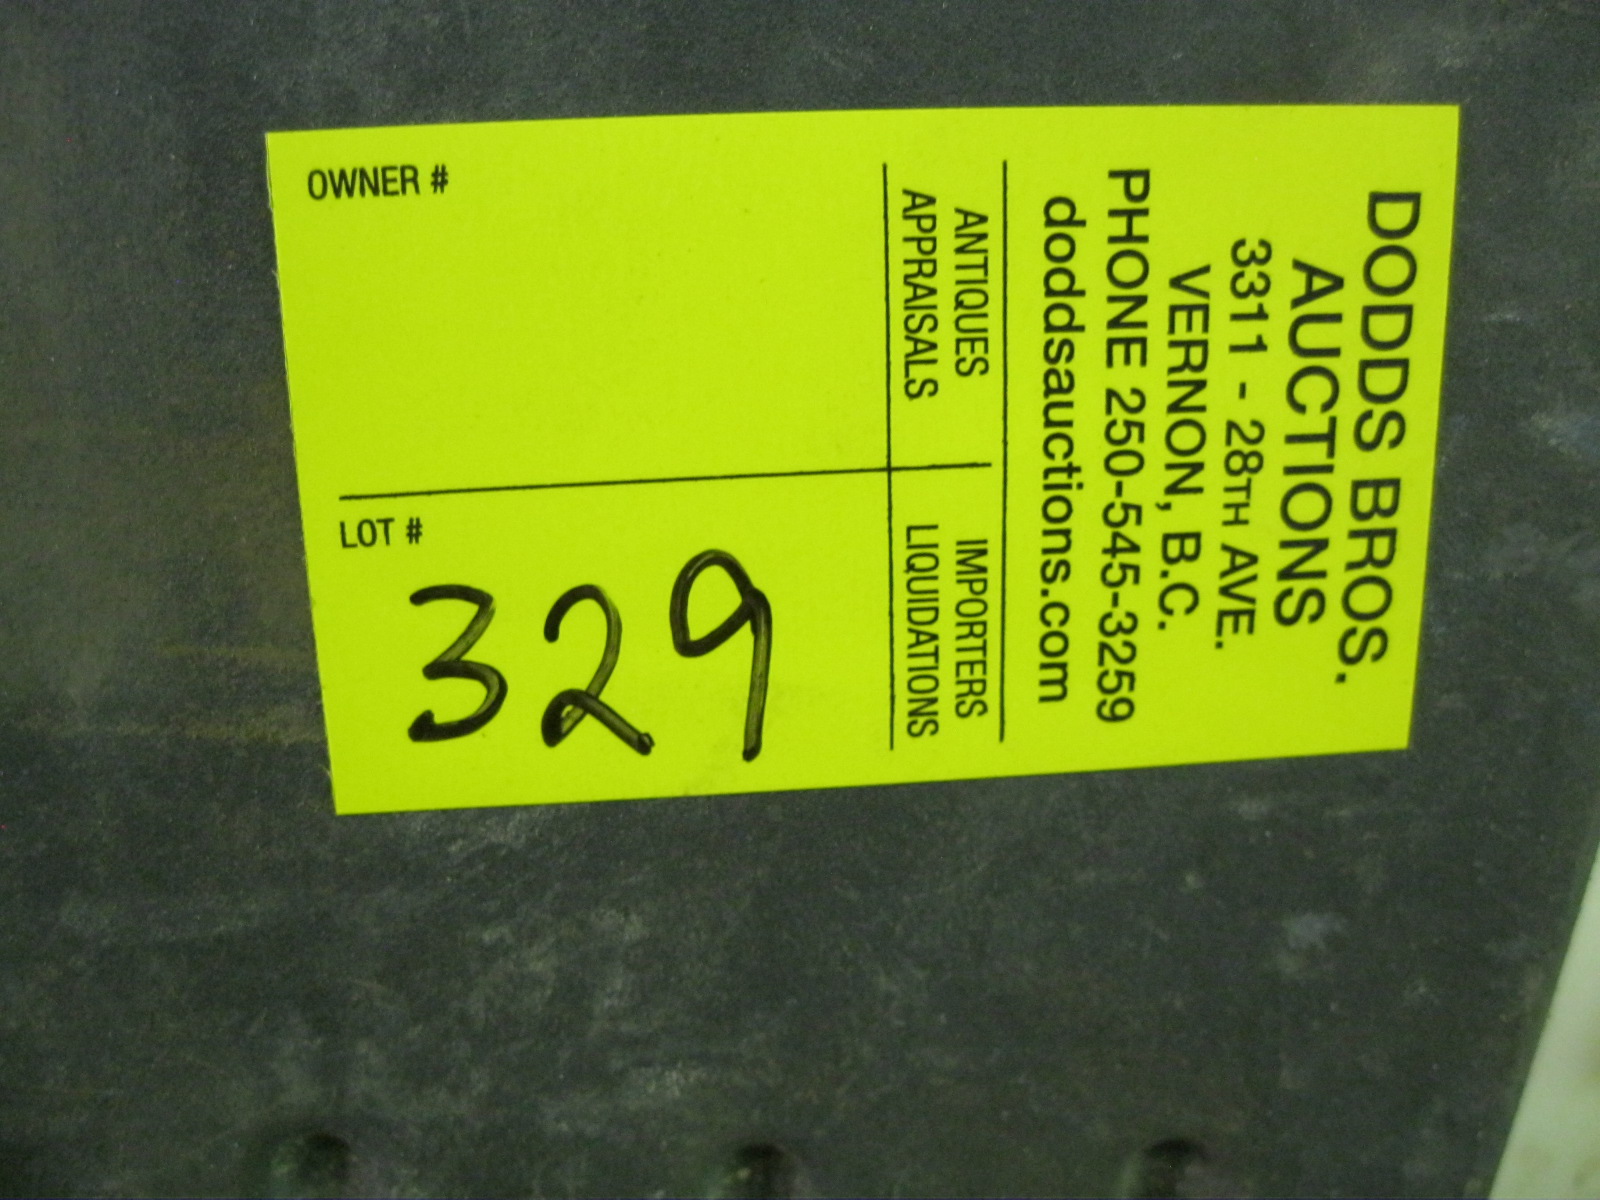 DODDS BROS.
AUCTIONS
3311 - 28TH AVE.
VERNON, B.C.
PHONE 250-545-3259
doddsauctions.com
ANTIQUES
APPRAISALS
IMPORTERS
LIQUIDATIONS
OWNER #
LOT #
329